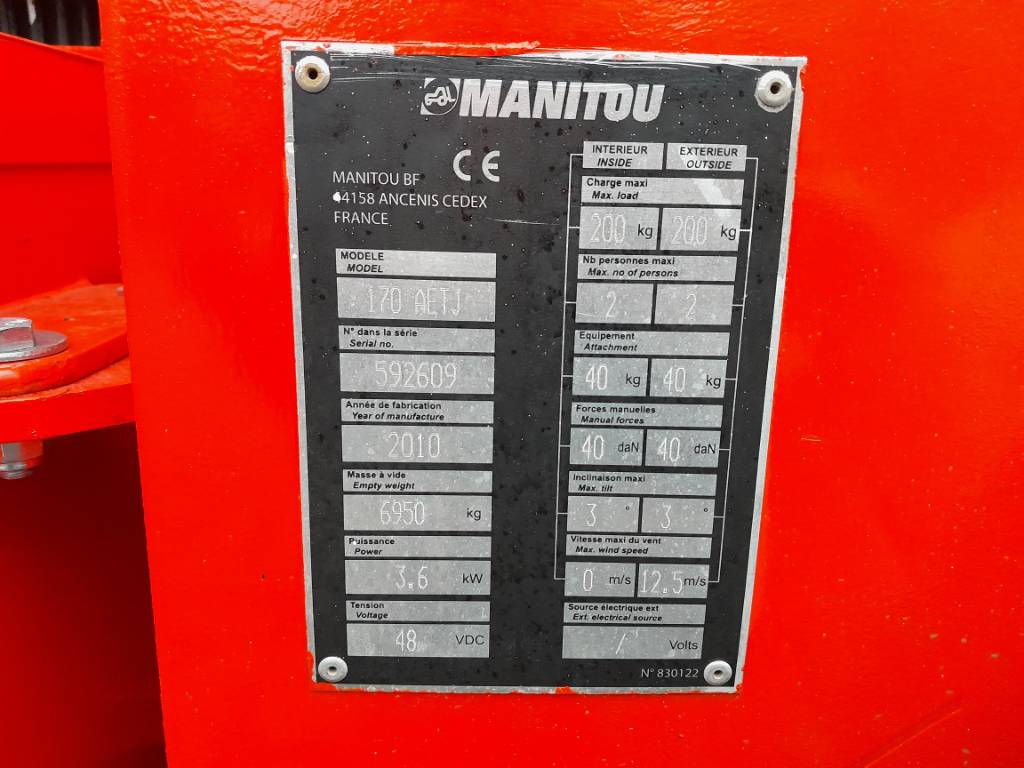 MANITOU
CE
MANITOU BF
44158 ANCENIS CEDEX
FRANCE
MODELE
MODEL
170 AETJ
N° dans la série
Serial no.
592609
Année de fabrication
Year of manufacture
2010
Masse à vide
Empty weight
6950 kg
Puissance
Power
3.6 kW
Tension
Voltage
48 VDC
INTERIEUR EXTERIEUR
INSIDE OUTSIDE
Charge maxi
Max. load
200 kg 200 kg
Nb personnes maxi
Max. no of persons
2 2
Equipement
Attachment
40 kg 40 kg
Forces manuelles
Manual forces
40 daN 40 daN
Inclinaison maxi
Max. tilt
3 ° 3 °
Vitesse maxi du vent
Max. wind speed
0 m/s 12.5 m/s
Source électrique ext
Ext. electrical source
/ Volts
N° 830122